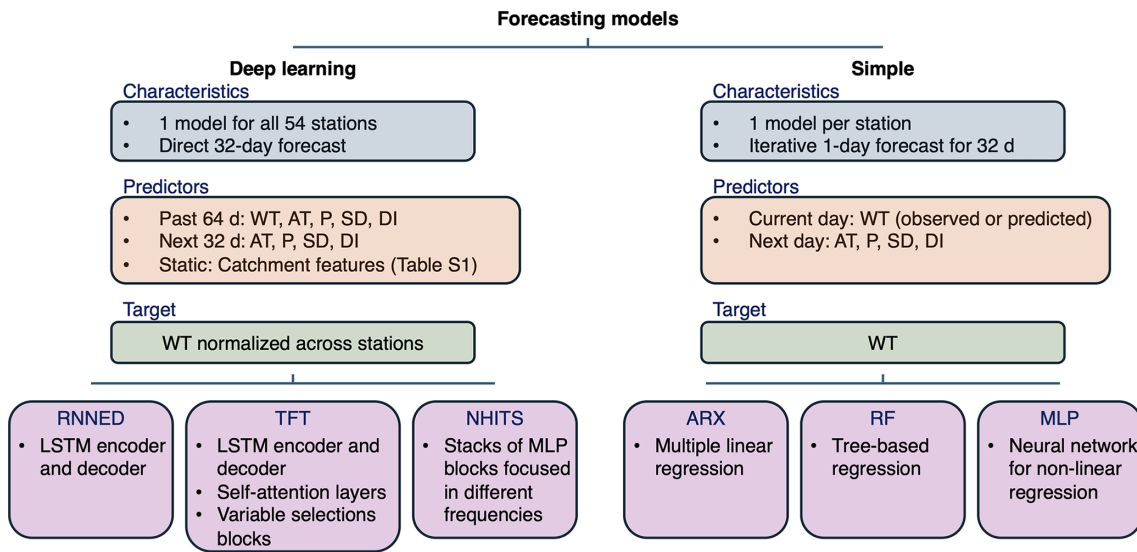 Forecasting models
Deep learning
Characteristics
• 1 model for all 54 stations
• Direct 32-day forecast
Predictors
• Past 64 d: WT, AT, P, SD, DI
• Next 32 d: AT, P, SD, DI
• Static: Catchment features (Table S1)
Target
WT normalized across stations
RNNED
• LSTM encoder
and decoder
TFT
• LSTM encoder and
decoder
• Self-attention layers
• Variable selections
blocks
NHITS
• Stacks of MLP
blocks focused
in different
frequencies
Simple
Characteristics
• 1 model per station
• Iterative 1-day forecast for 32 d
Predictors
• Current day: WT (observed or predicted)
• Next day: AT, P, SD, DI
Target
WT
ARX
• Multiple linear
regression
RF
• Tree-based
regression
MLP
• Neural network
for non-linear
regression